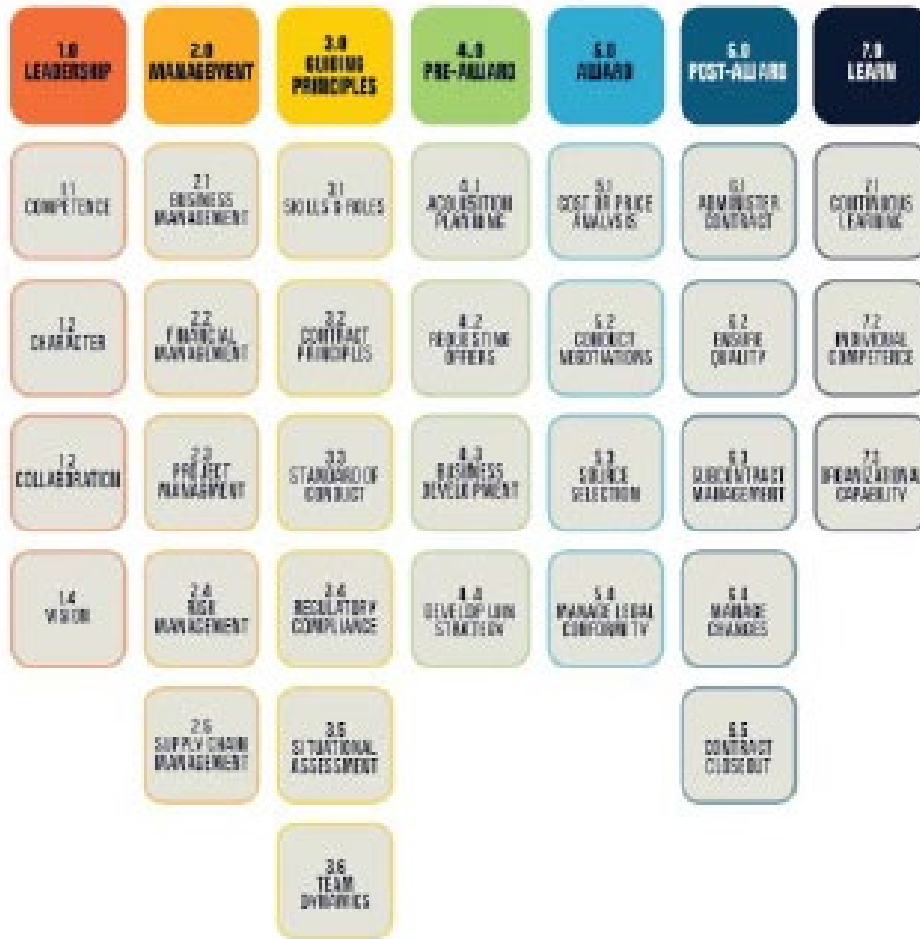 1.0
LEADERSHIP
2.0
MANAGEMENT
3.0
GUIDING
PRINCIPLES
4.0
PRE-AWARD
5.0
AWARD
6.0
POST-AWARD
7.0
LEARN
1.1
COMPETENCE
2.1
BUSINESS
MANAGEMENT
3.1
SKILLS & ROLES
4.1
ACQUISITION
PLANNING
5.1
COST OR PRICE
ANALYSIS
6.1
ADMINISTER
CONTRACT
7.1
CONTINUOUS
LEARNING
1.2
CHARACTER
2.2
FINANCIAL
MANAGEMENT
3.2
CONTRACT
PRINCIPLES
4.2
REQUESTING
OFFERS
5.2
CONDUCT
NEGOTIATIONS
6.2
ENSURE
QUALITY
7.2
INDIVIDUAL
COMPETENCE
1.3
COLLABORATION
2.3
PROJECT
MANAGMENT
3.3
STANDARD OF
CONDUCT
4.3
BUSINESS
DEVELOPMENT
5.3
SOURCE
SELECTION
6.3
SUBCONTRACT
MANAGEMENT
7.3
ORGANIZATIONAL
CAPABILITY
1.4
VISION
2.4
RISK
MANAGEMENT
3.4
REGULATORY
COMPLIANCE
4.4
DEVELOP WIN
STRATEGY
5.4
MANAGE LEGAL
CONFORMITY
6.4
MANAGE
CHANGES
2.5
SUPPLY CHAIN
MANAGEMENT
3.5
SITUATIONAL
ASSESSMENT
6.5
CONTRACT
CLOSEOUT
3.6
TEAM
DYNAMICS